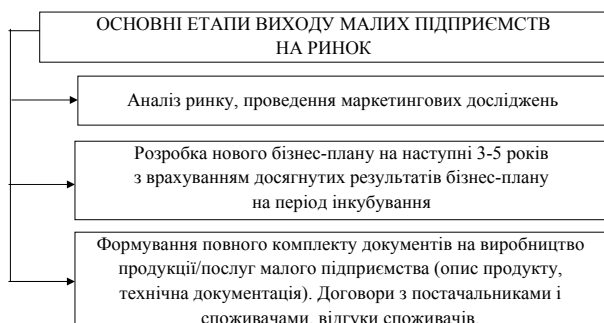 ОСНОВНІ ЕТАПИ ВИХОДУ МАЛИХ ПІДПРИЄМСТВ
НА РИНОК
Аналіз ринку, проведення маркетингових досліджень
Розробка нового бізнес-плану на наступні 3-5 років
з врахуванням досягнутих результатів бізнес-плану
на період інкубування
Формування повного комплекту документів на виробництво
продукції/послуг малого підприємства (опис продукту,
технічна документація). Договори з постачальниками і
споживачами, відгуки споживачів